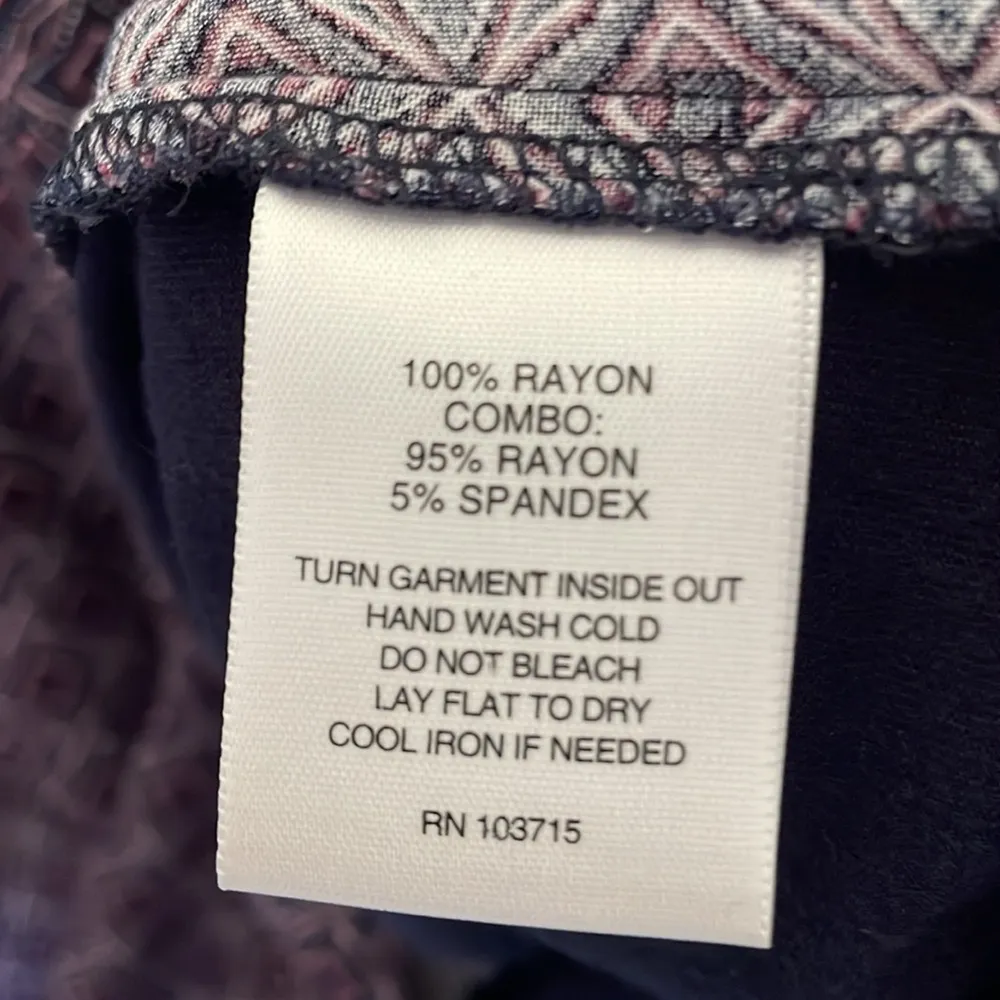 100% RAYON
COMBO:
95% RAYON
5% SPANDEX
TURN GARMENT INSIDE OUT
HAND WASH COLD
DO NOT BLEACH
LAY FLAT TO DRY
COOL IRON IF NEEDED
RN 103715